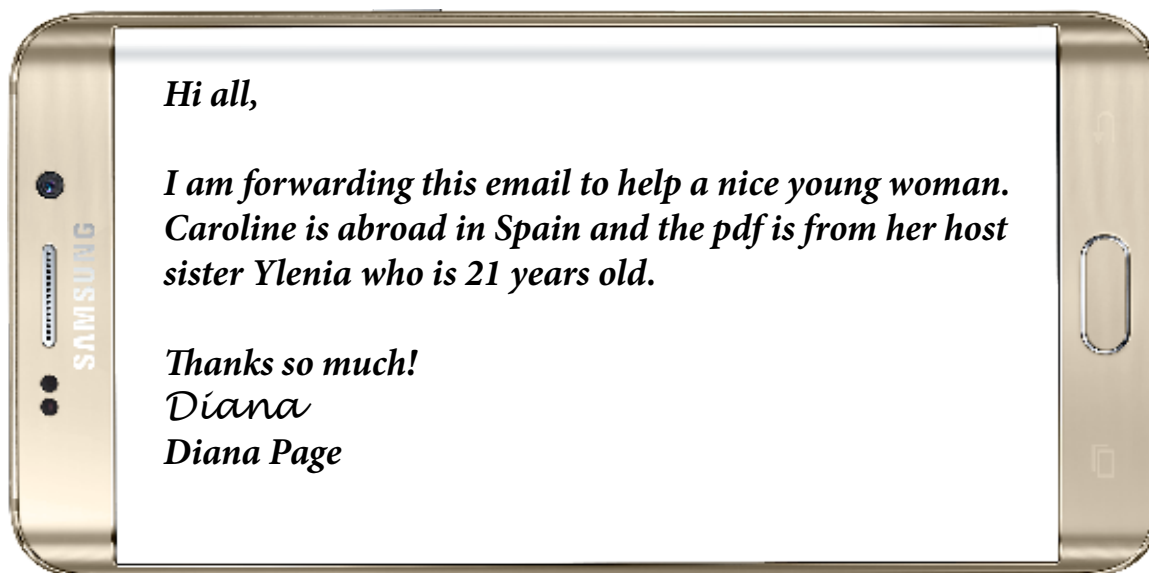 Hi all,
I am forwarding this email to help a nice young woman.
Caroline is abroad in Spain and the pdf is from her host
sister Ylenia who is 21 years old.
Thanks so much!
Diana
Diana Page
SAMSUNG